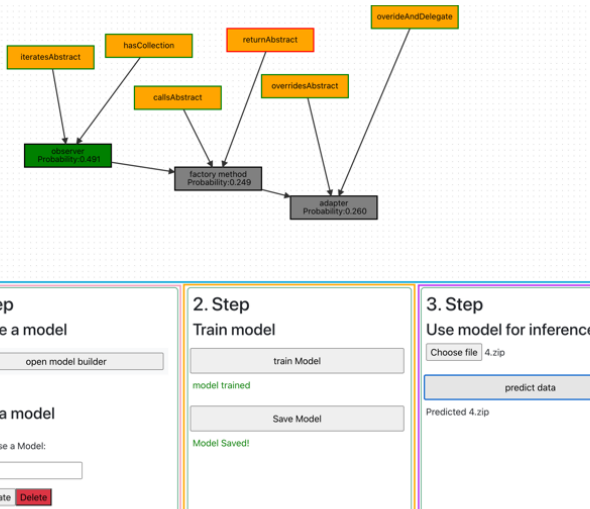 overideAndDelegate
hasCollection
returnAbstract
iteratesAbstract
overridesAbstract
callsAbstract
observer
Probability:0.491
factory method
Probability:0.249
adapter
Probability:0.260
ep
e a model
open model builder
a model
se a Model:
ate Delete
2. Step
Train model
train Model
model trained
Save Model
Model Saved!
3. Step
Use model for inference
Choose file 4.zip
predict data
Predicted 4.zip